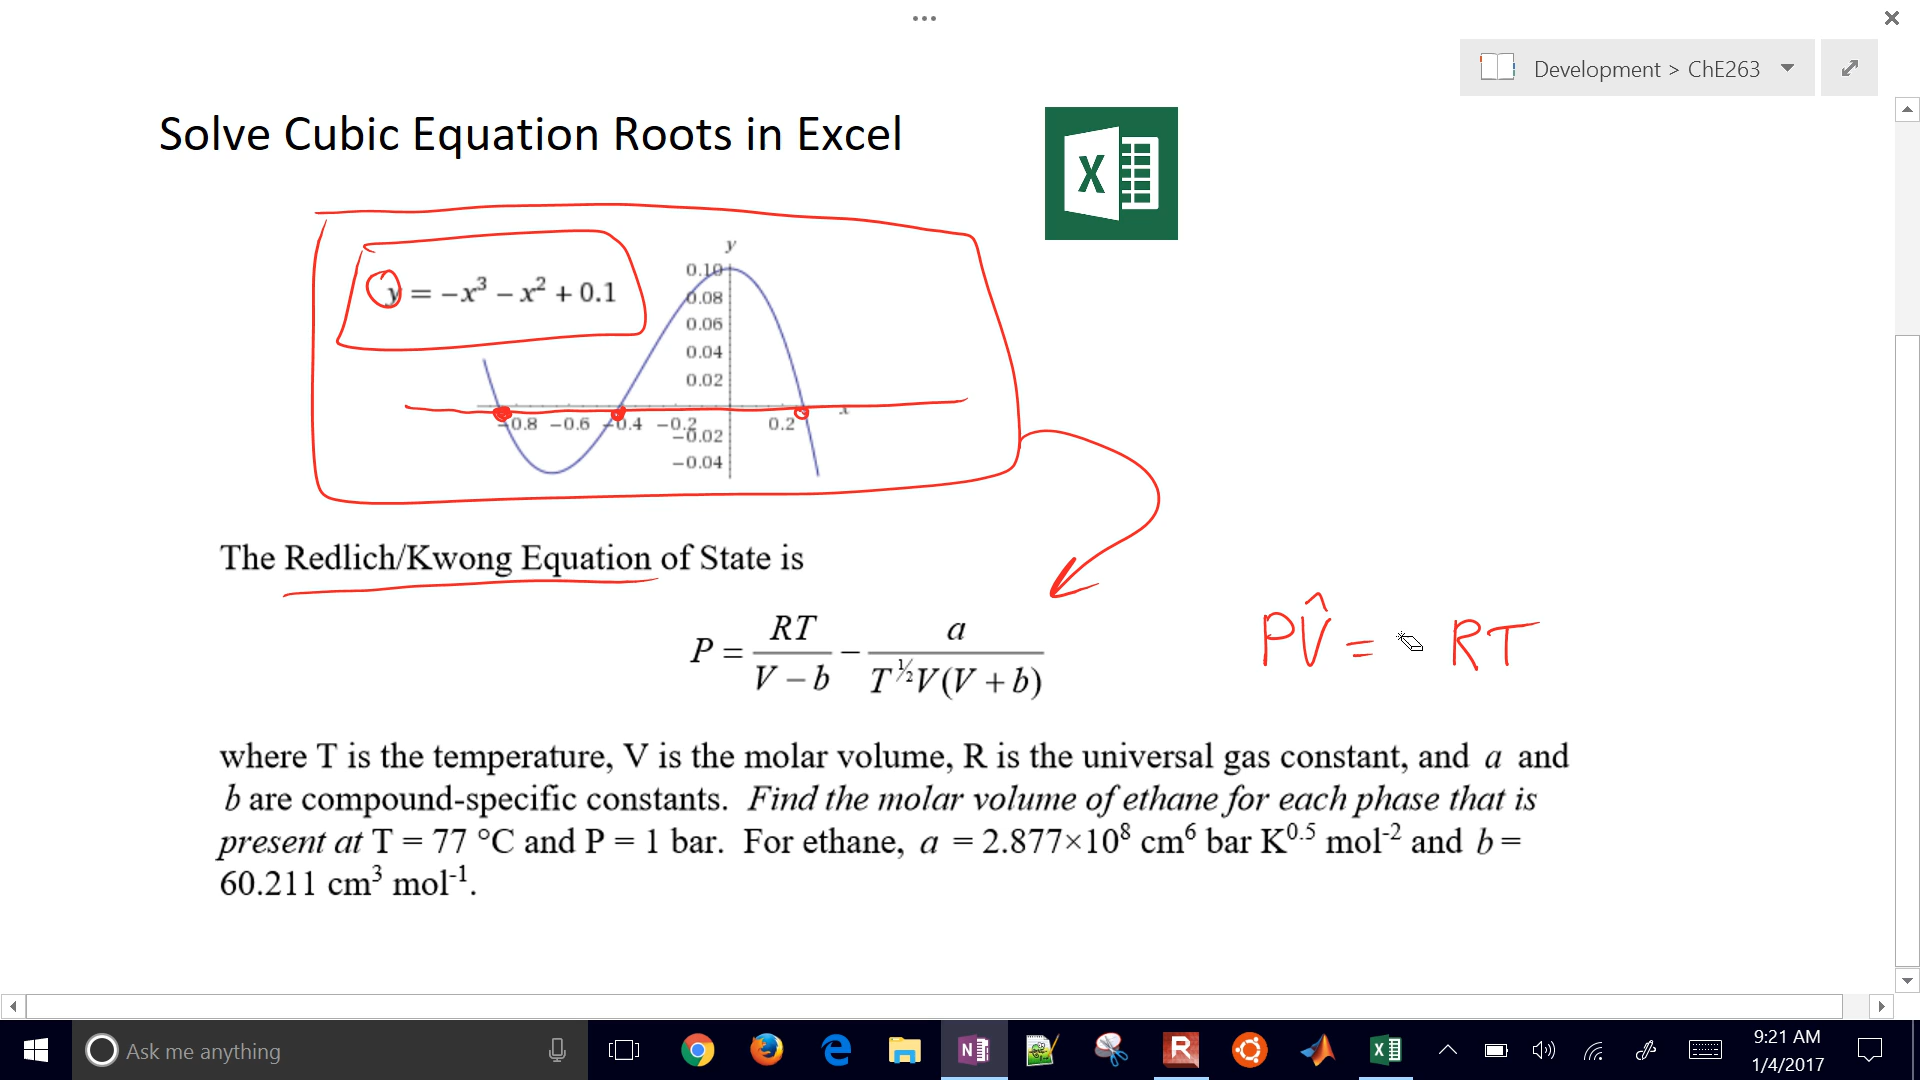 •••
Development > ChE263
Solve Cubic Equation Roots in Excel
X
y = −x³ − x² + 0.1
y
0.10
0.08
0.06
0.04
0.02
−0.8 −0.6 −0.4 −0.2 0.2 x
−0.02
−0.04
The Redlich/Kwong Equation of State is
P = RT / (V − b) − a / (T^½ V(V + b))
PV̂ = RT
where T is the temperature, V is the molar volume, R is the universal gas constant, and a and
b are compound-specific constants. Find the molar volume of ethane for each phase that is
present at T = 77 °C and P = 1 bar. For ethane, a = 2.877×10⁸ cm⁶ bar K⁰·⁵ mol⁻² and b =
60.211 cm³ mol⁻¹.
Ask me anything
N
R
X
9:21 AM
1/4/2017